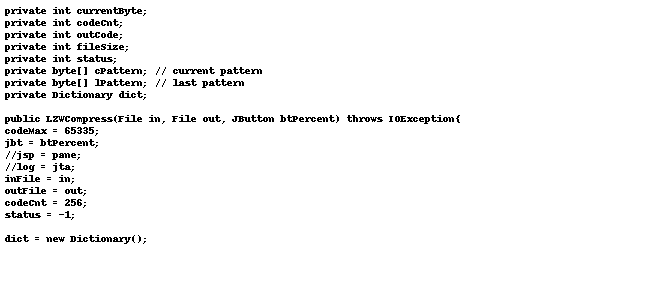 private int currentByte;
private int codeCnt;
private int outCode;
private int fileSize;
private int status;
private byte[] cPattern; // current pattern
private byte[] lPattern; // last pattern
private Dictionary dict;

public LZWCompress(File in, File out, JButton btPercent) throws IOException{
codeMax = 65335;
jbt = btPercent;
//jsp = pane;
//log = jta;
inFile = in;
outFile = out;
codeCnt = 256;
status = -1;

dict = new Dictionary();